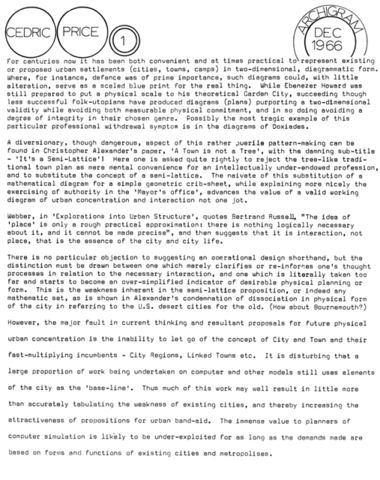 CEDRIC
PRICE
1
ARCHIGRAM
DEC
1966
For centuries now it has been both convenient and at times practical to represent existing
or proposed urban settlements (cities, towns, camps) in two-dimensional, diagrammatic form.
Where, for instance, defence was of prime importance, such diagrams could, with little
alteration, serve as a scaled blue print for the real thing. While Ebenezer Howard was
still prepared to put a physical scale to his theoretical Garden City, succeeding though
less successful folk-utopians have produced diagrams (plans) purporting a two-dimensional
validity while avoiding both measurable physical commitment, and in so doing avoiding a
degree of integrity in their chosen genre. Possibly the most tragic example of this
particular professional withdrawal symptom is in the diagrams of Doxiades.
A diversionary, though dangerous, aspect of this rather juerile pattern-making can be
found in Christopher Alexander's paper, 'A Town is not a Tree', with the damning sub-title
- 'It's a Semi-Lattice'! Here one is asked quite rightly to reject the tree-like tradi-
tional town plan as mere mental convenience for an intellectually under-endowed profession,
and to substitute the concept of a semi-lattice. The naivete of this substitution of a
mathematical diagram for a simple geometric crib-sheet, while explaining more nicely the
exercising of authority in the 'Mayor's office', advances the value of a valid working
diagram of urban concentration and interaction not one jot.
Webber, in 'Explorations into Urban Structure', quotes Bertrand Russell, "The idea of
'place' is only a rough practical approximation: there is nothing logically necessary
about it, and it cannot be made precise", and then suggests that it is interaction, not
place, that is the essence of the city and city life.
There is no particular objection to suggesting an operational design shorthand, but the
distinction must be drawn between one which merely clarifies or re-informes one's thought
processes in relation to the necessary interaction, and one which is literally taken too
far and starts to become an over-simplified indicator of desirable physical planning or
form. This is the weakness inherent in the semi-lattice proposition, or indeed any
mathematic set, as is shown in Alexander's condemnation of dissociation in physical form
of the city in referring to the U.S. desert cities for the old. (How about Bournemouth?)
However, the major fault in current thinking and resultant proposals for future physical
urban concentration is the inability to let go of the concept of City and Town and their
fast-multiplying incumbents - City Regions, Linked Towns etc. It is disturbing that a
large proportion of work being undertaken on computer and other models still uses elements
of the city as the 'base-line'. Thus much of this work may well result in little more
than accurately tabulating the weakness of existing cities, and thereby increasing the
attractiveness of propositions for urban band-aid. The immense value to planners of
computer simulation is likely to be under-exploited for as long as the demands made are
based on forms and functions of existing cities and metropolises.